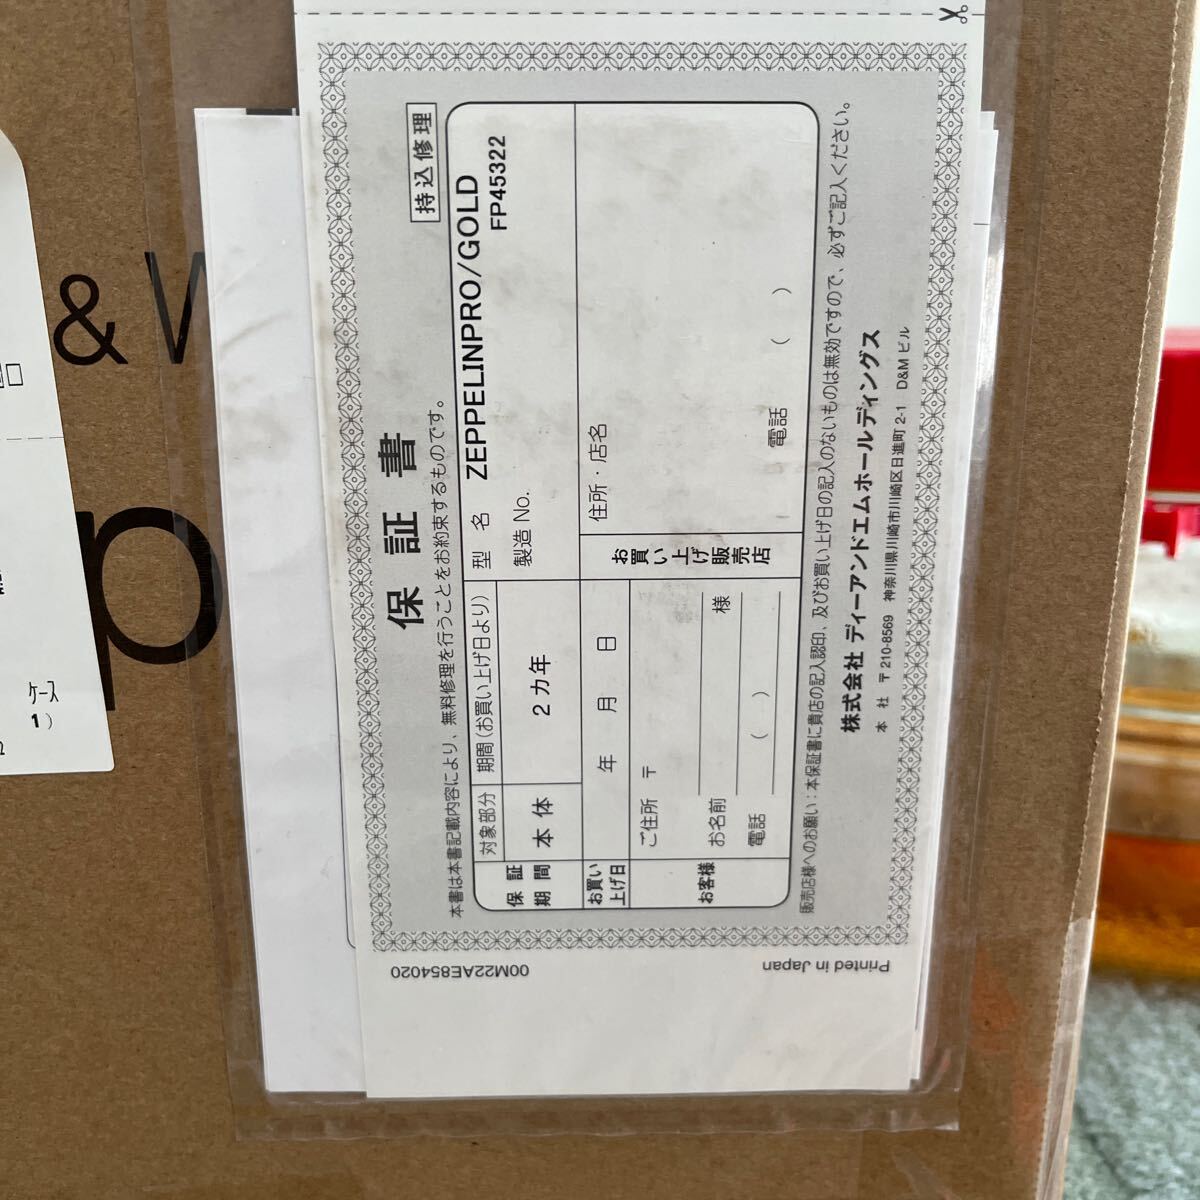 保証書
持込修理
本書は本書記載内容により、無料修理を行うことをお約束するものです。
型 名 ZEPPELINPRO/GOLD
製造 No. FP45322
対象部分 期間(お買い上げ日より)
保証期間 本 体 2カ年
お買い上げ日 年 月 日
お客様
ご住所 〒
お名前 様
電話 ( )
お買い上げ販売店
住所・店名
電話 ( )
販売店様へのお願い:本保証書に貴店の記入認印、及びお買い上げ日の記入のないものは無効ですので、必ずご記入ください。
株式会社 ディーアンドエムホールディングス
本 社 〒210-8569 神奈川県川崎市川崎区日進町 2-1 D&M ビル
00M22AE854020
Printed in Japan
& W
p
ケース
1)